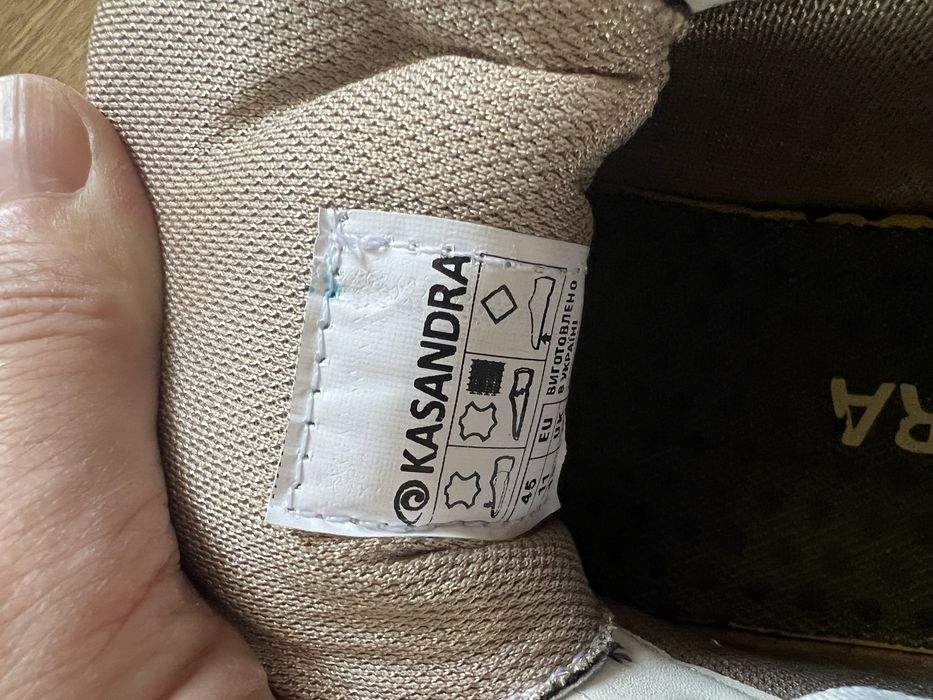 KASANDRA
45 EU
11 UK
ВИГОТОВЛЕНО
В УКРАЇНІ
RA